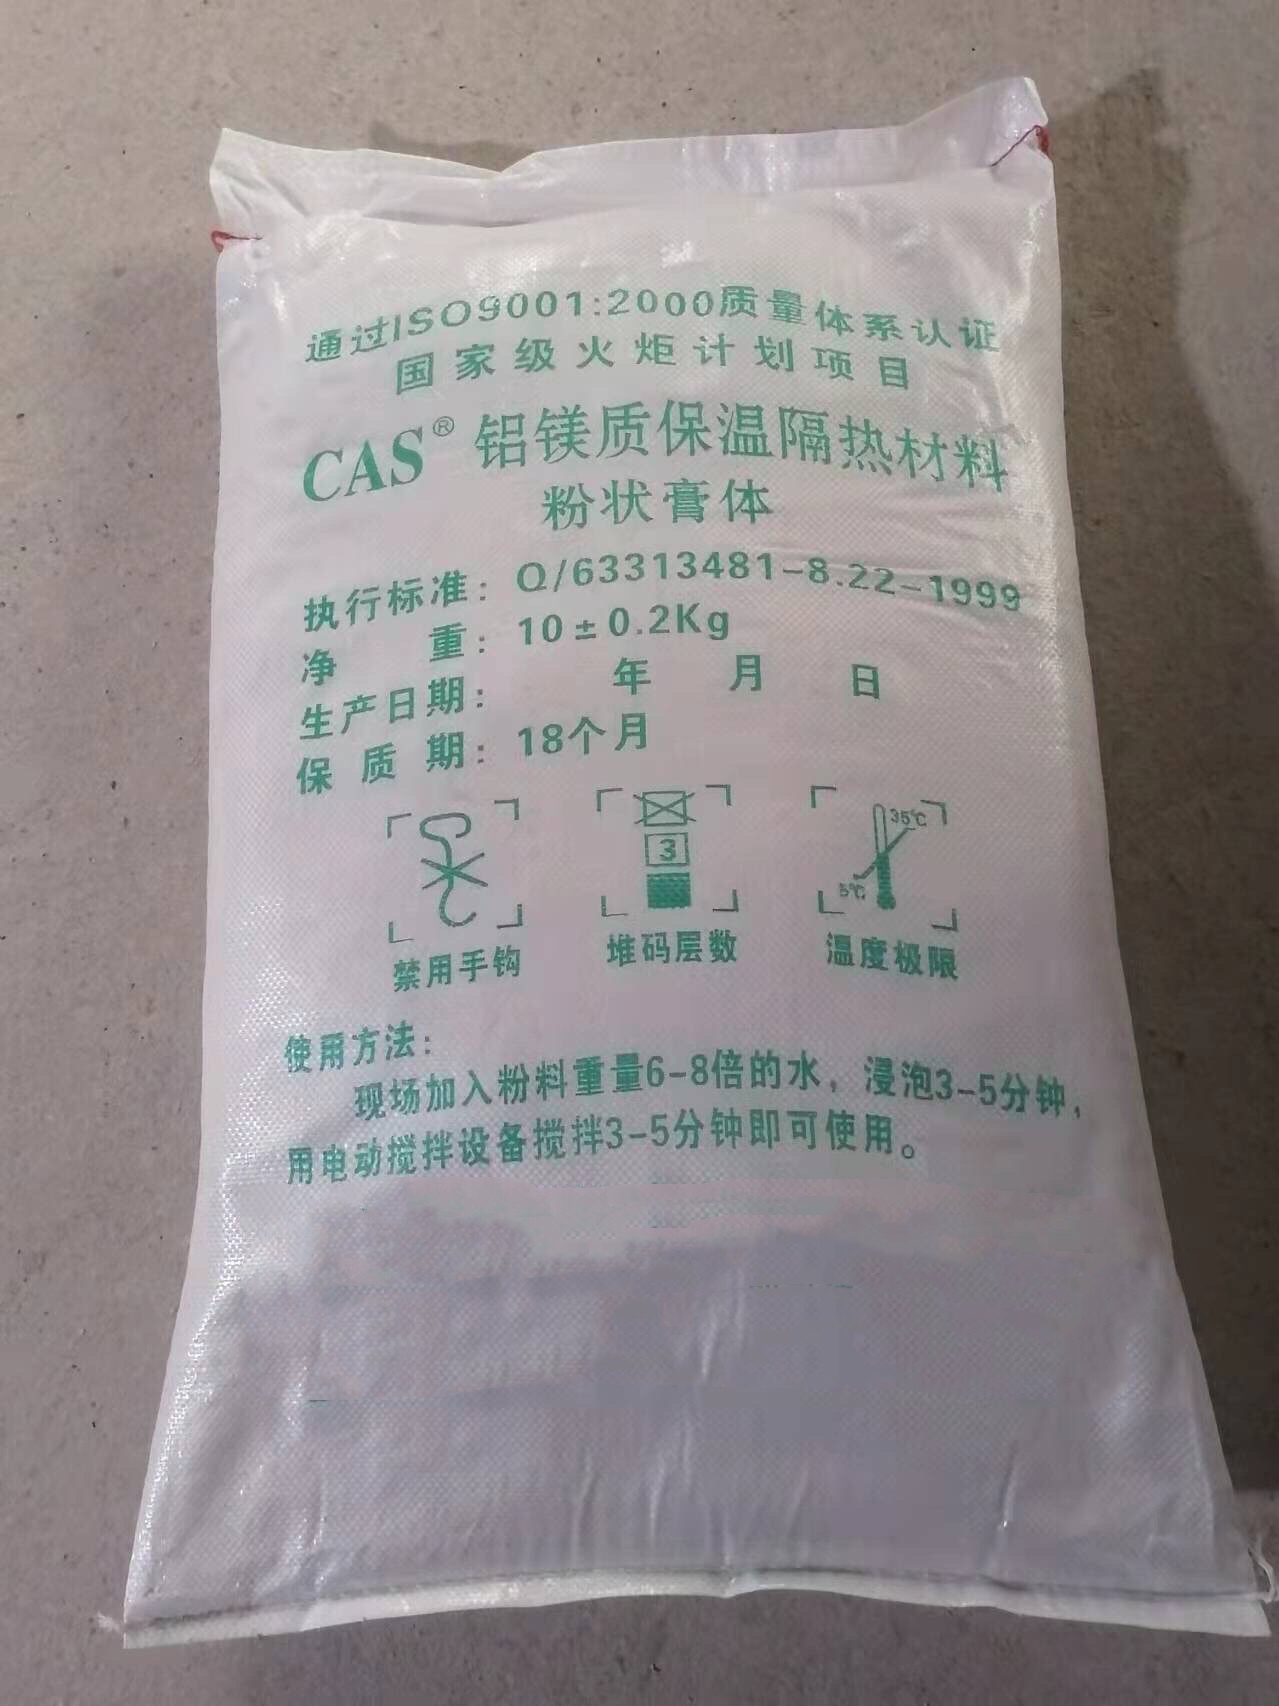 通过ISO9001:2000质量体系认证
国家级火炬计划项目
CAS® 铝镁质保温隔热材料
粉状膏体
执行标准：Q/63313481-8.22-1999
净重：10±0.2Kg
生产日期： 年 月 日
保质期：18个月
3
35℃
5℃
禁用手钩 堆码层数 温度极限
使用方法：
现场加入粉料重量6-8倍的水，浸泡3-5分钟，
用电动搅拌设备搅拌3-5分钟即可使用。